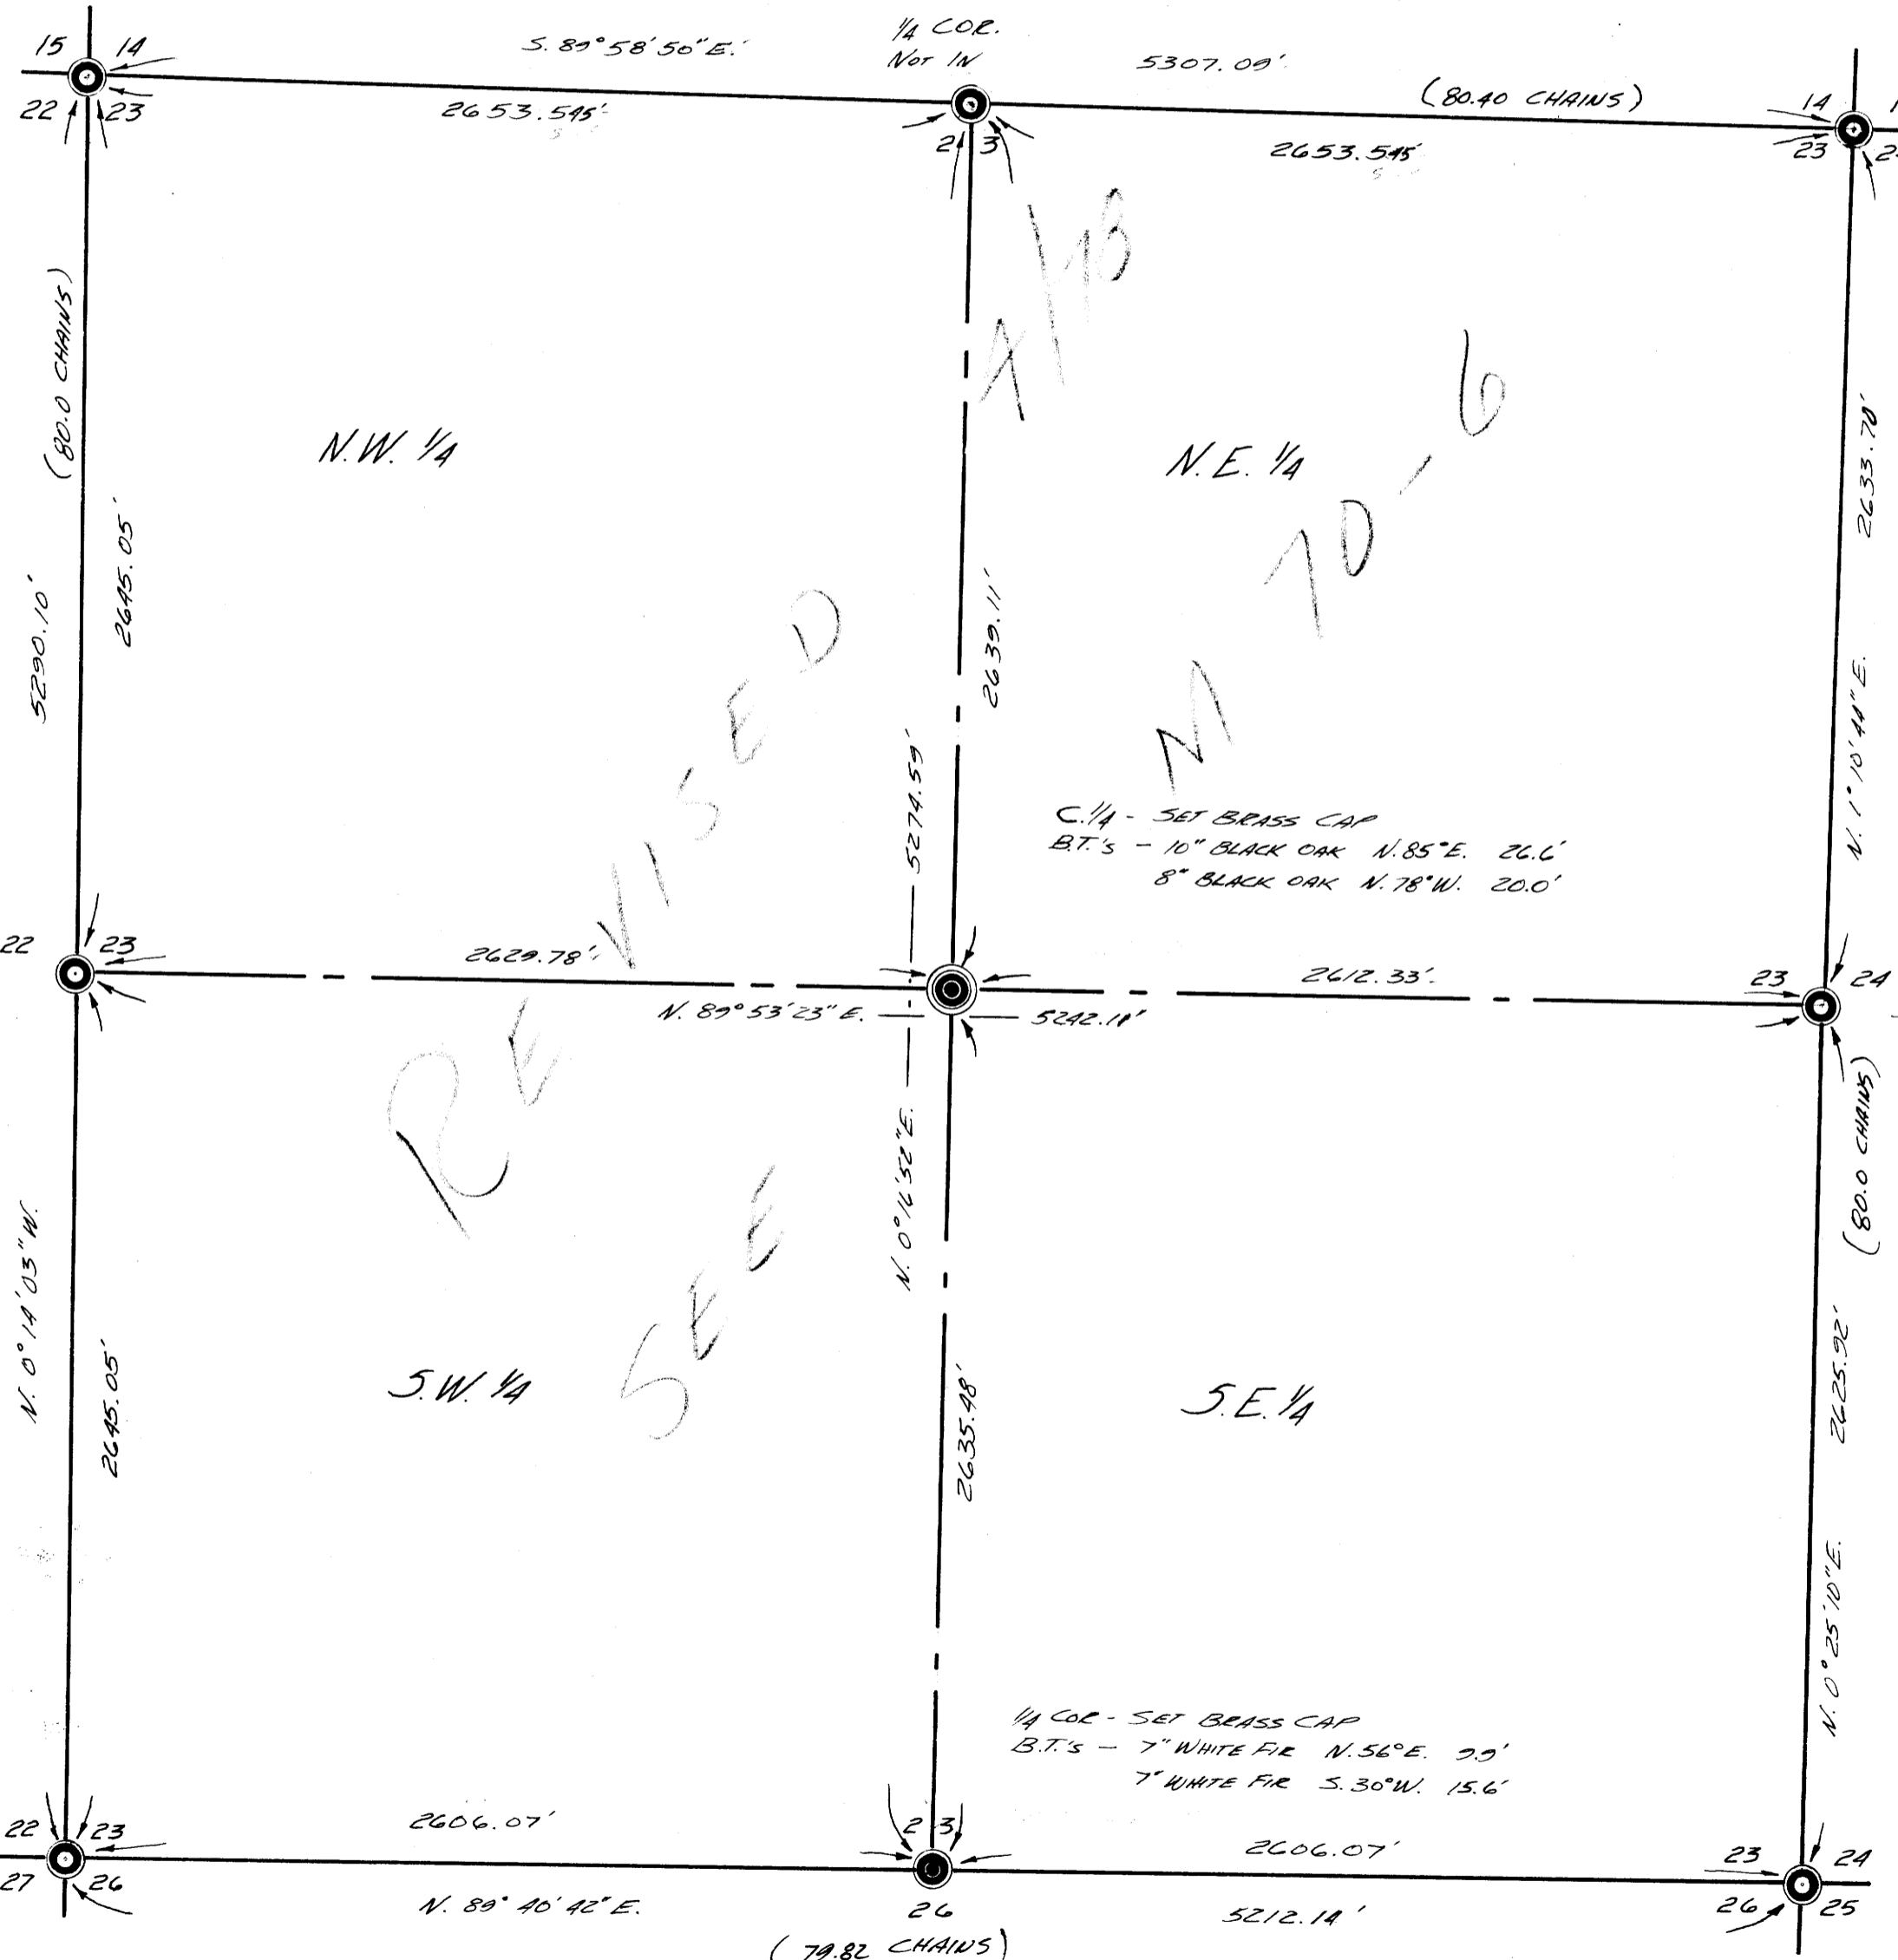 1/4 COR.
NOT IN
15 14
S. 89° 58' 50" E.
5307.09'
(80.40 CHAINS)
22 23
2653.545'
2 3
2653.545'
14
23
(80.0 CHAINS)
5290.10'
2645.05'
N. 0° 14' 03" W.
2645.05'
N.W. 1/4
N.E. 1/4
2639.11'
5274.59'
N. 0° 16' 52" E.
2635.48'
2633.70'
N. 1° 10' 44" E.
C. 1/4 - SET BRASS CAP
B.T.'s - 10" BLACK OAK N. 85° E. 26.6'
8" BLACK OAK N. 78° W. 20.0'
22 23
2629.78'
2612.33'
23 24
N. 89° 53' 23" E.
5242.11'
REVISED
SEE
M 10-6
(80.0 CHAINS)
2625.92'
N. 0° 25' 10" E.
S.W. 1/4
S.E. 1/4
1/4 COR - SET BRASS CAP
B.T.'s - 7" WHITE FIR N. 56° E. 9.9'
7" WHITE FIR S. 30° W. 15.6'
22 23
2606.07'
2 3
2606.07'
23 24
27 26
N. 89° 40' 42" E.
26
5212.14'
26 25
(79.82 CHAINS)